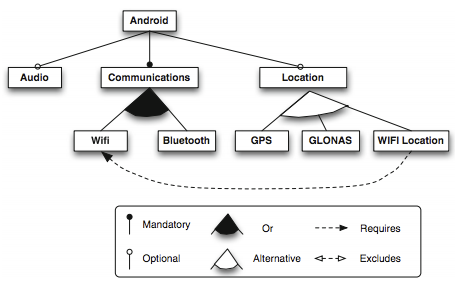 Android
Audio Communications Location
Wifi Bluetooth GPS GLONAS WIFI Location
Mandatory Or Requires
Optional Alternative Excludes